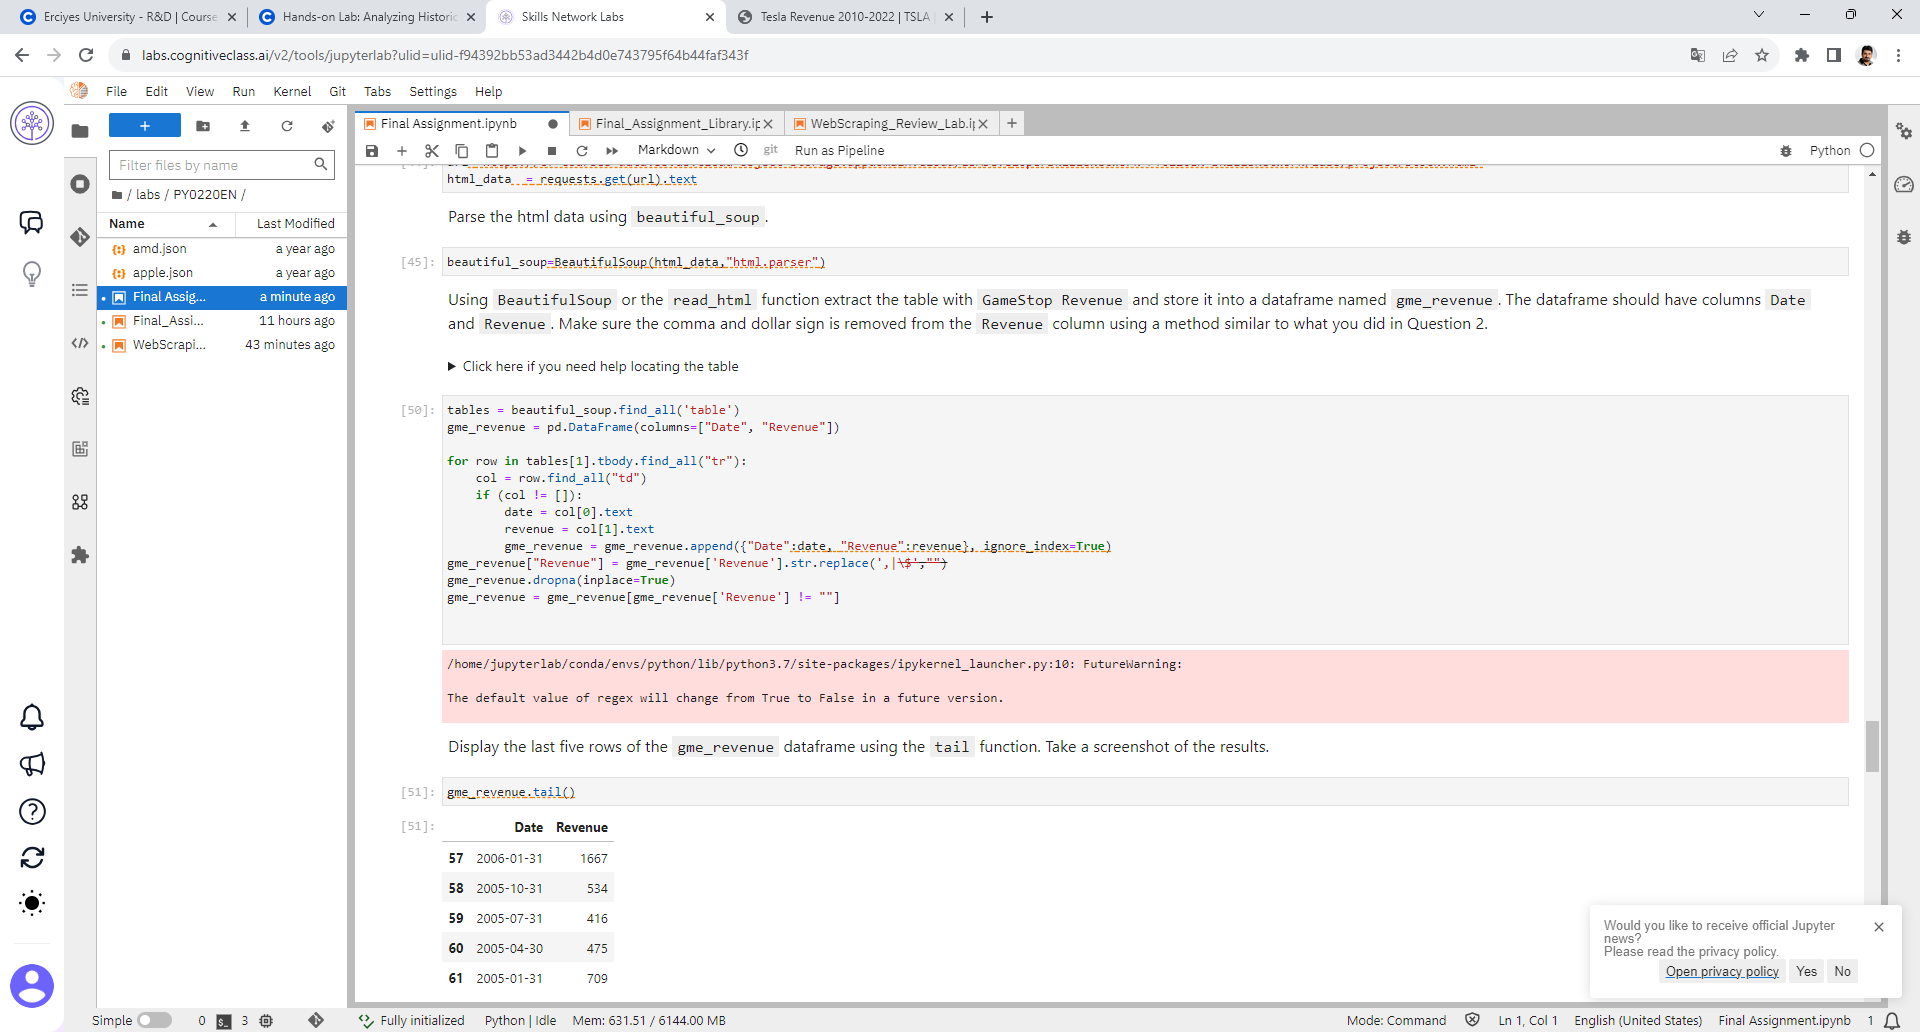 Erciyes University - R&D | Course
Hands-on Lab: Analyzing Historic
Skills Network Labs
Tesla Revenue 2010-2022 | TSLA
labs.cognitiveclass.ai/v2/tools/jupyterlab?ulid=ulid-f94392bb53ad3442b4d0e743795f64b44faf343f
File Edit View Run Kernel Git Tabs Settings Help
Filter files by name
/ labs / PY0220EN /
Name Last Modified
amd.json a year ago
apple.json a year ago
Final Assig... a minute ago
Final_Assi... 11 hours ago
WebScrapi... 43 minutes ago
Final Assignment.ipynb
Final_Assignment_Library.ip
WebScraping_Review_Lab.ip
Markdown git Run as Pipeline Python
html_data = requests.get(url).text
Parse the html data using beautiful_soup.
[45]: beautiful_soup=BeautifulSoup(html_data,"html.parser")
Using BeautifulSoup or the read_html function extract the table with GameStop Revenue and store it into a dataframe named gme_revenue. The dataframe should have columns Date
and Revenue. Make sure the comma and dollar sign is removed from the Revenue column using a method similar to what you did in Question 2.
Click here if you need help locating the table
[50]: tables = beautiful_soup.find_all('table')
gme_revenue = pd.DataFrame(columns=["Date", "Revenue"])
for row in tables[1].tbody.find_all("tr"):
col = row.find_all("td")
if (col != []):
date = col[0].text
revenue = col[1].text
gme_revenue = gme_revenue.append({"Date":date, "Revenue":revenue}, ignore_index=True)
gme_revenue["Revenue"] = gme_revenue['Revenue'].str.replace(',|\$',"")
gme_revenue.dropna(inplace=True)
gme_revenue = gme_revenue[gme_revenue['Revenue'] != ""]
/home/jupyterlab/conda/envs/python/lib/python3.7/site-packages/ipykernel_launcher.py:10: FutureWarning:
The default value of regex will change from True to False in a future version.
Display the last five rows of the gme_revenue dataframe using the tail function. Take a screenshot of the results.
[51]: gme_revenue.tail()
[51]: Date Revenue
57 2006-01-31 1667
58 2005-10-31 534
59 2005-07-31 416
60 2005-04-30 475
61 2005-01-31 709
Would you like to receive official Jupyter
news?
Please read the privacy policy.
Open privacy policy Yes No
Simple 0 3 Fully initialized Python | Idle Mem: 631.51 / 6144.00 MB Mode: Command Ln 1, Col 1 English (United States) Final Assignment.ipynb 1